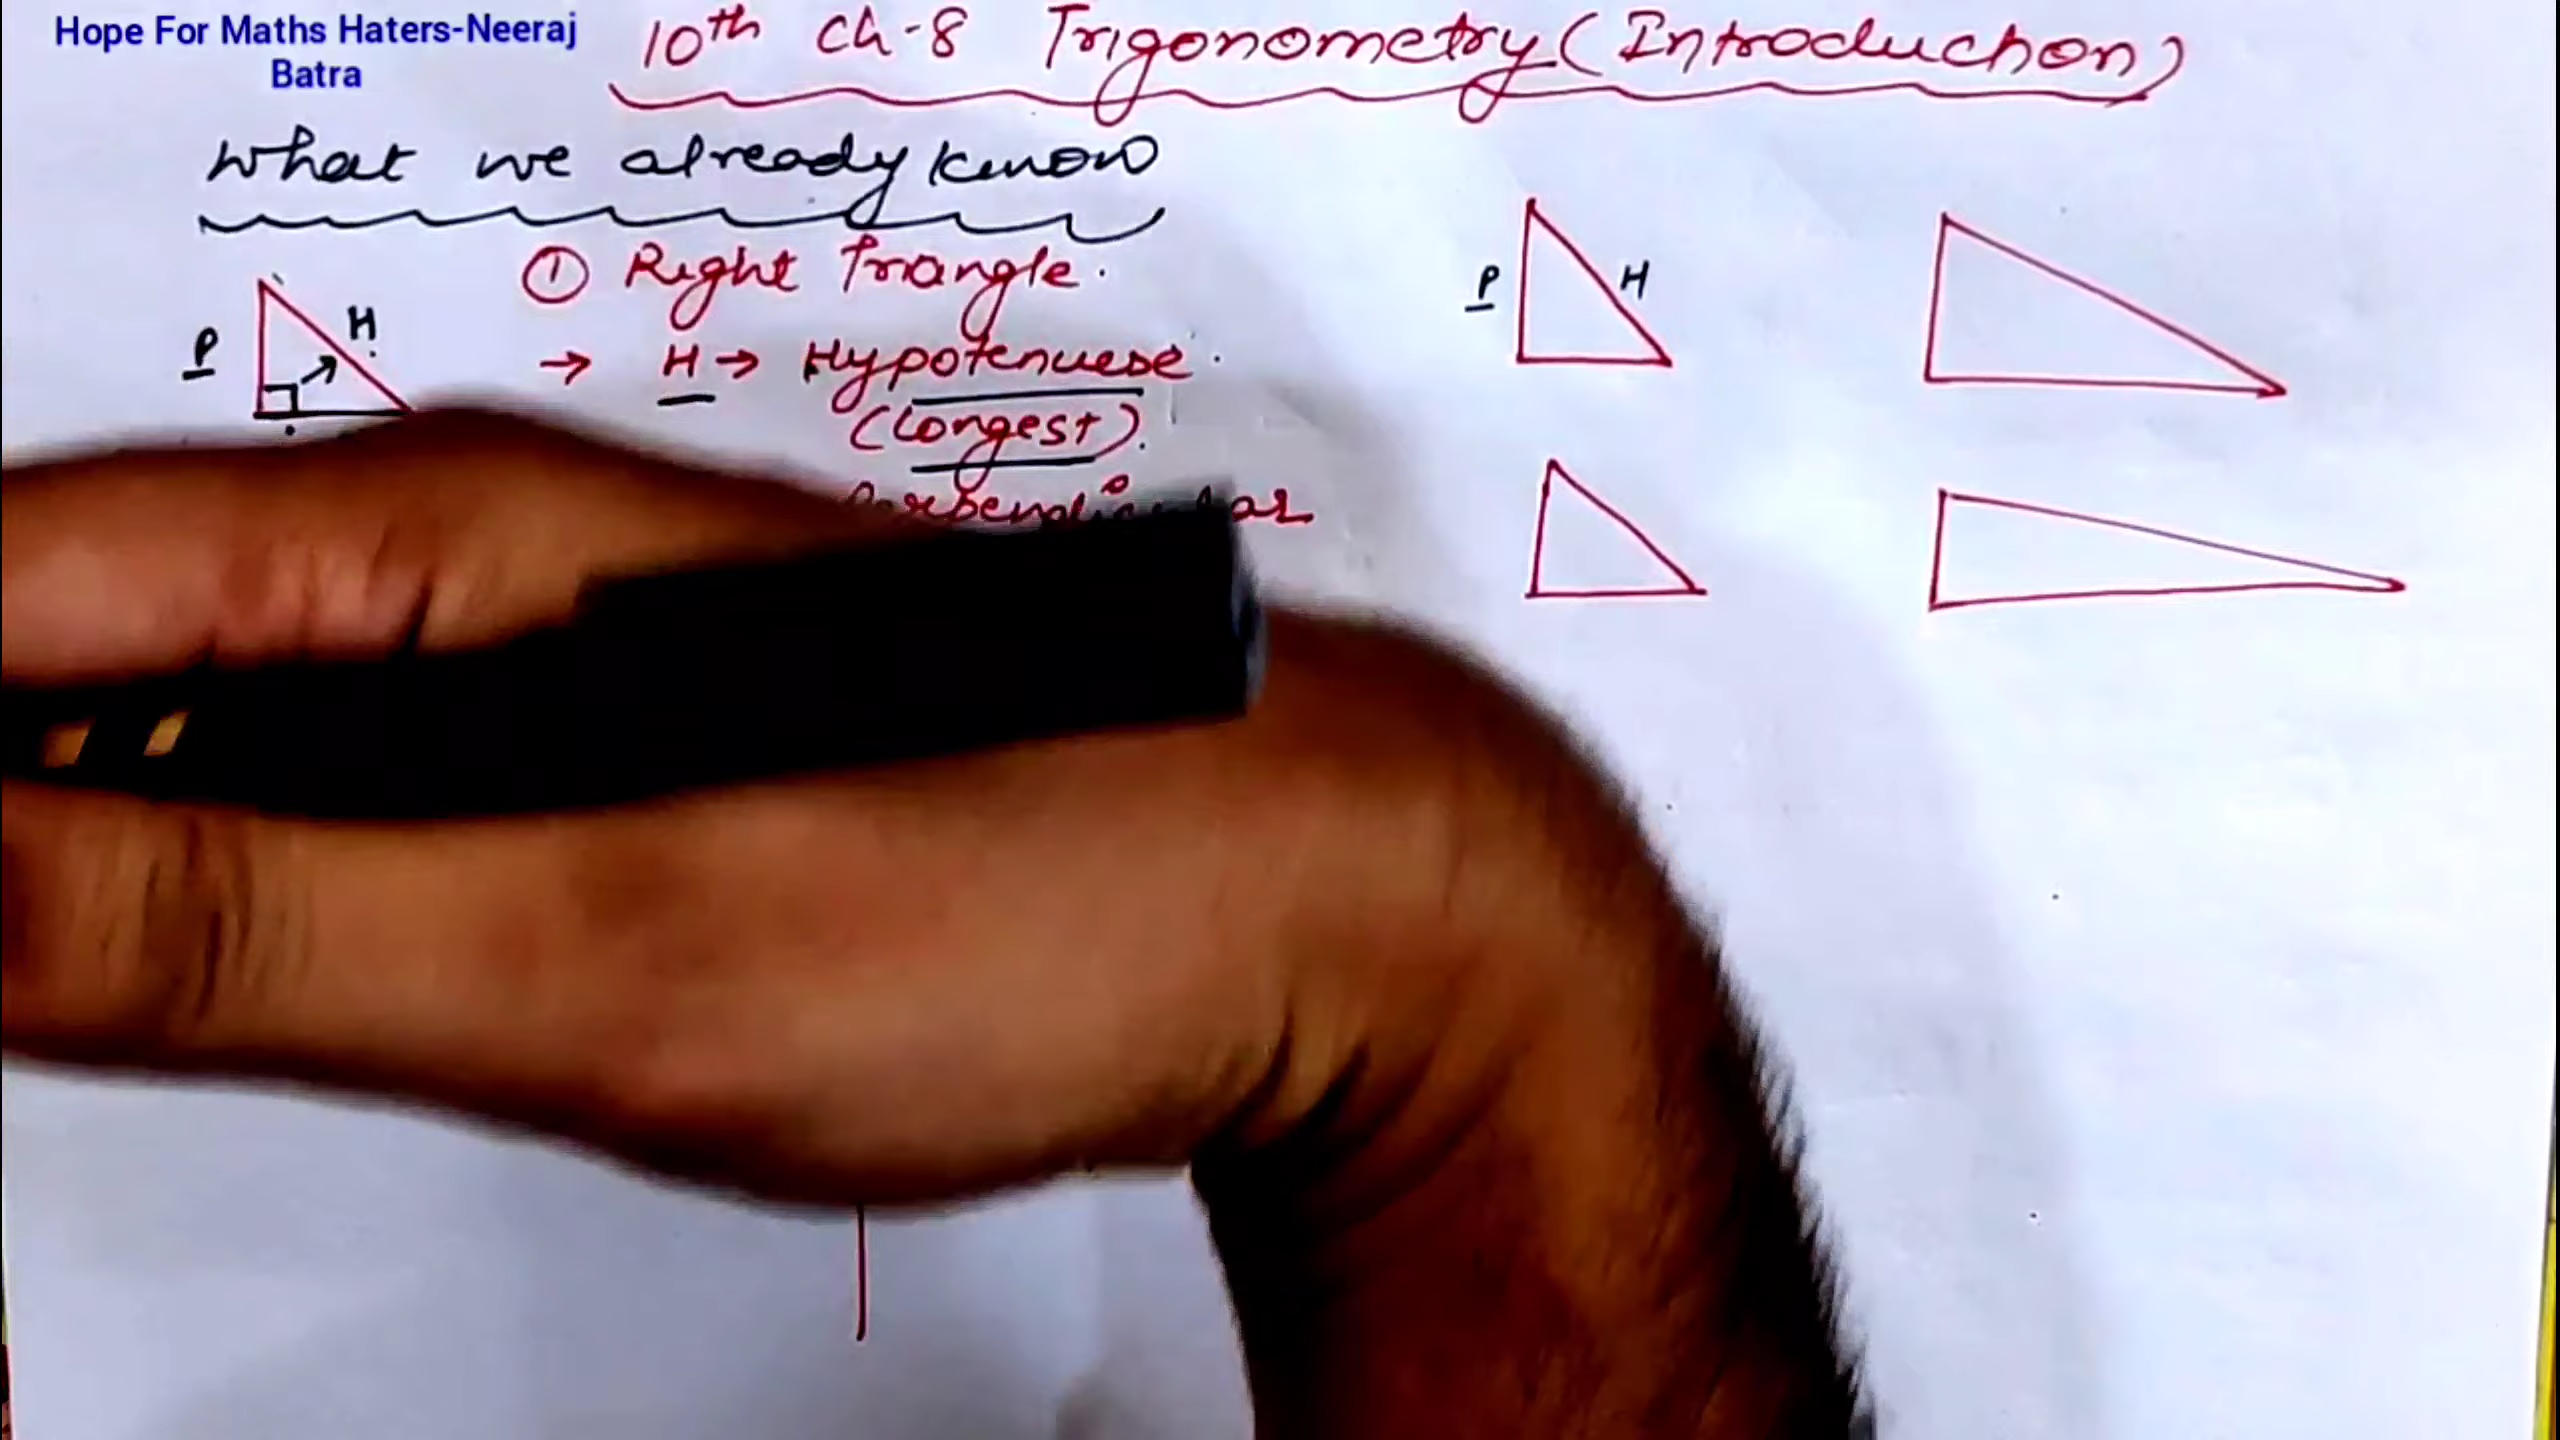 Hope For Maths Haters-Neeraj
Batra
10th Ch-8 Trigonometry (Introduction)
What we already know
① Right Triangle.
P H
→ H → Hypotenuese.
(Longest).
Perpendicular
P H